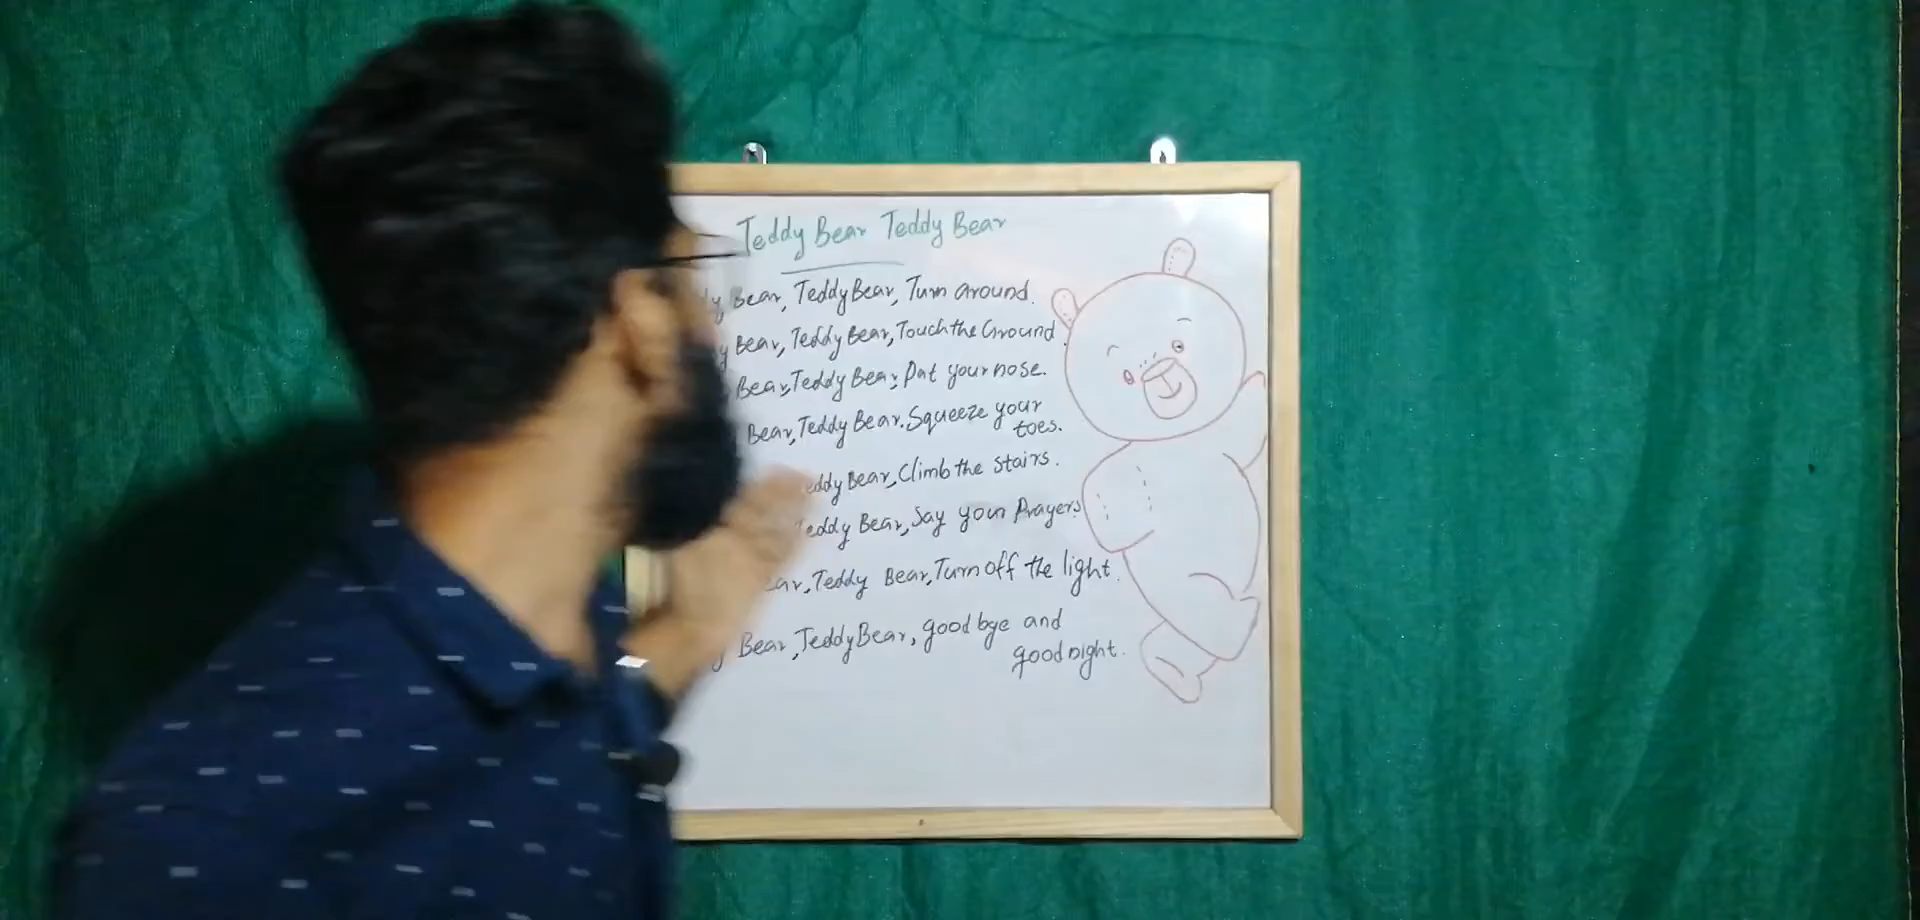 Teddy Bear Teddy Bear
Bear, Teddy Bear, Turn around.
Bear, Teddy Bear, Touch the Ground.
Bear, Teddy Bear, Pat your nose.
Bear, Teddy Bear. Squeeze your
toes.
Bear, Climb the stairs.
Bear, Say your Prayers
Teddy Bear, Turn off the light.
Bear, Teddy Bear, good bye and
good night.